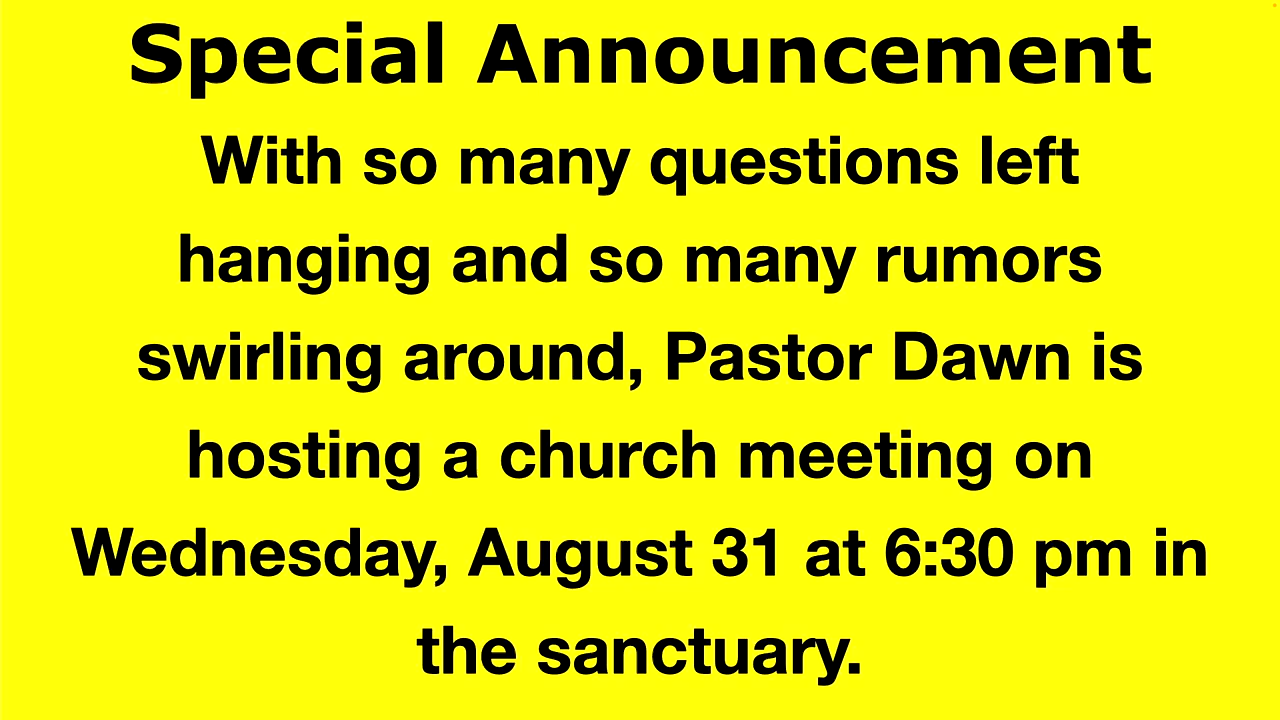 Special Announcement
With so many questions left
hanging and so many rumors
swirling around, Pastor Dawn is
hosting a church meeting on
Wednesday, August 31 at 6:30 pm in
the sanctuary.